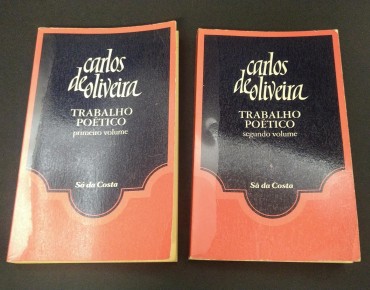 carlos
de oliveira
TRABALHO
POÉTICO
primeiro volume
Sá da Costa
carlos
de oliveira
TRABALHO
POÉTICO
segundo volume
Sá da Costa